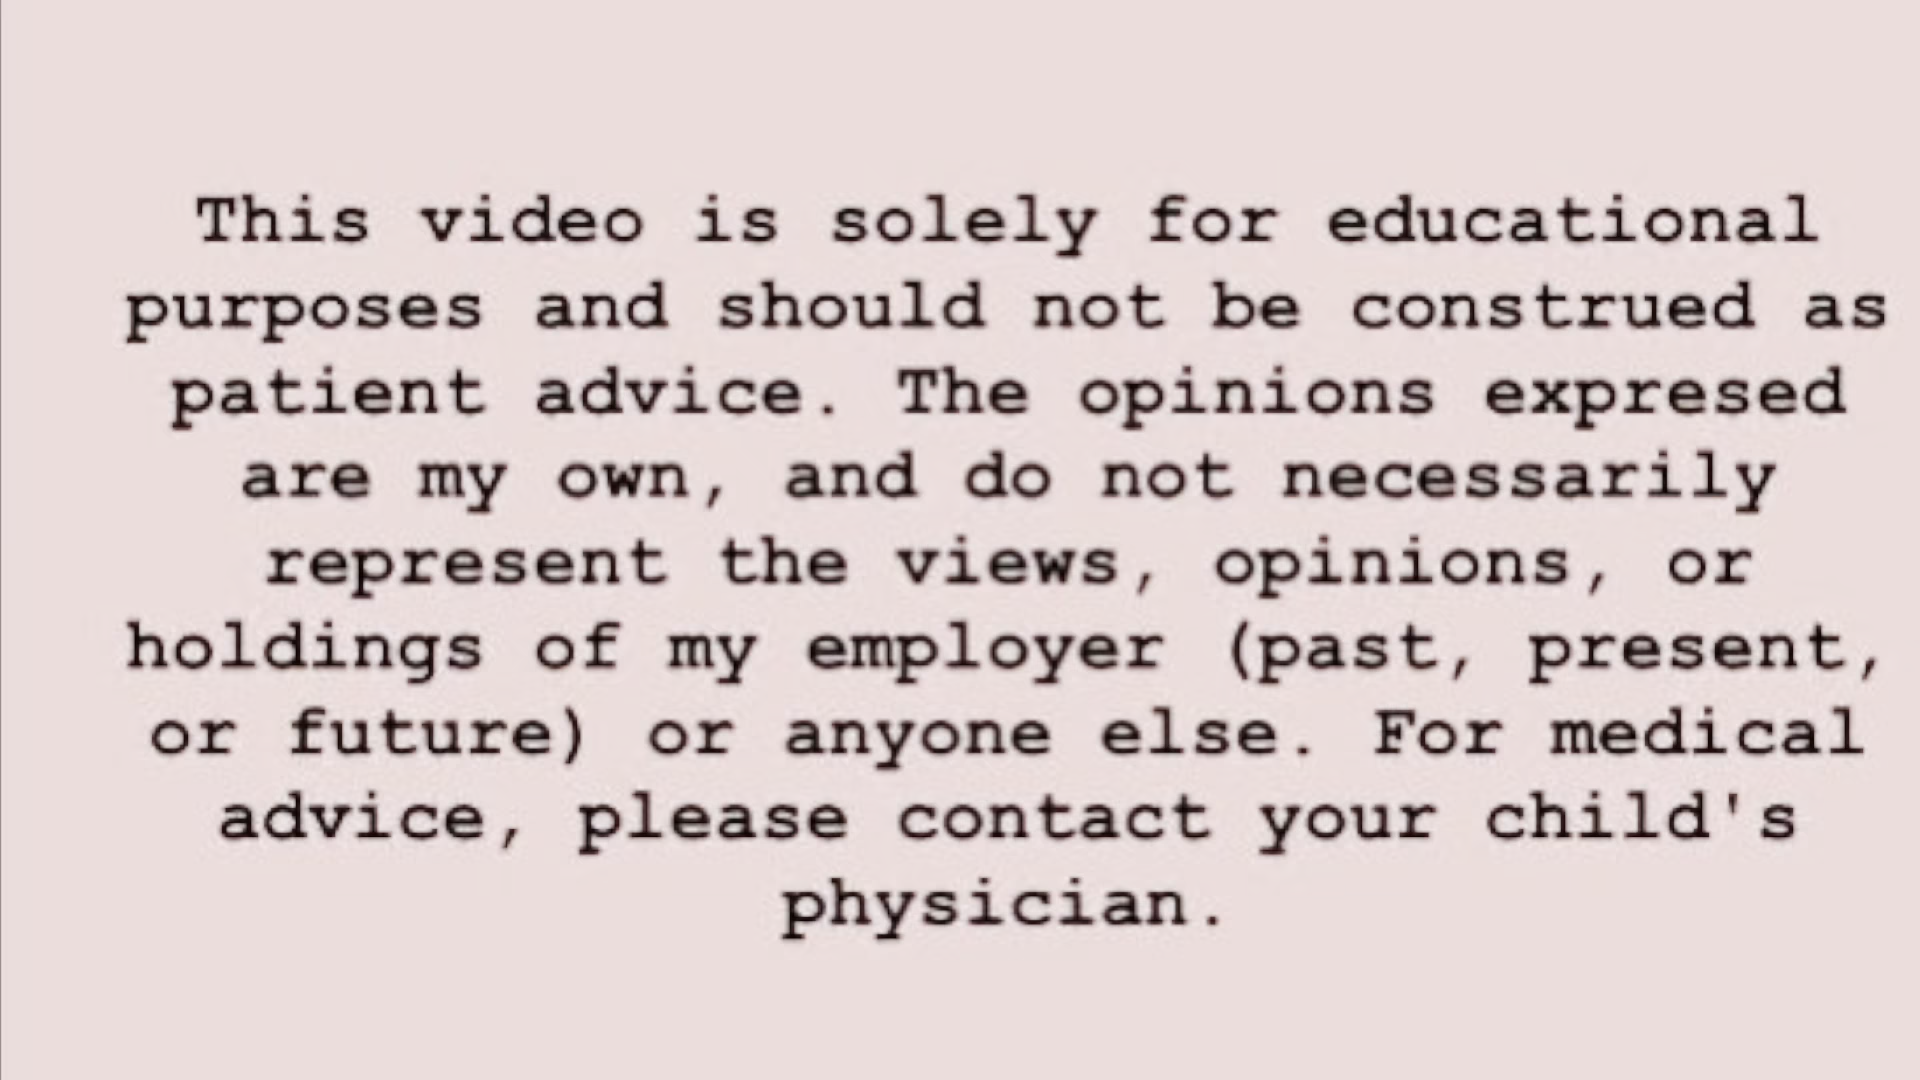 This video is solely for educational
purposes and should not be construed as
patient advice. The opinions expresed
are my own, and do not necessarily
represent the views, opinions, or
holdings of my employer (past, present,
or future) or anyone else. For medical
advice, please contact your child's
physician.